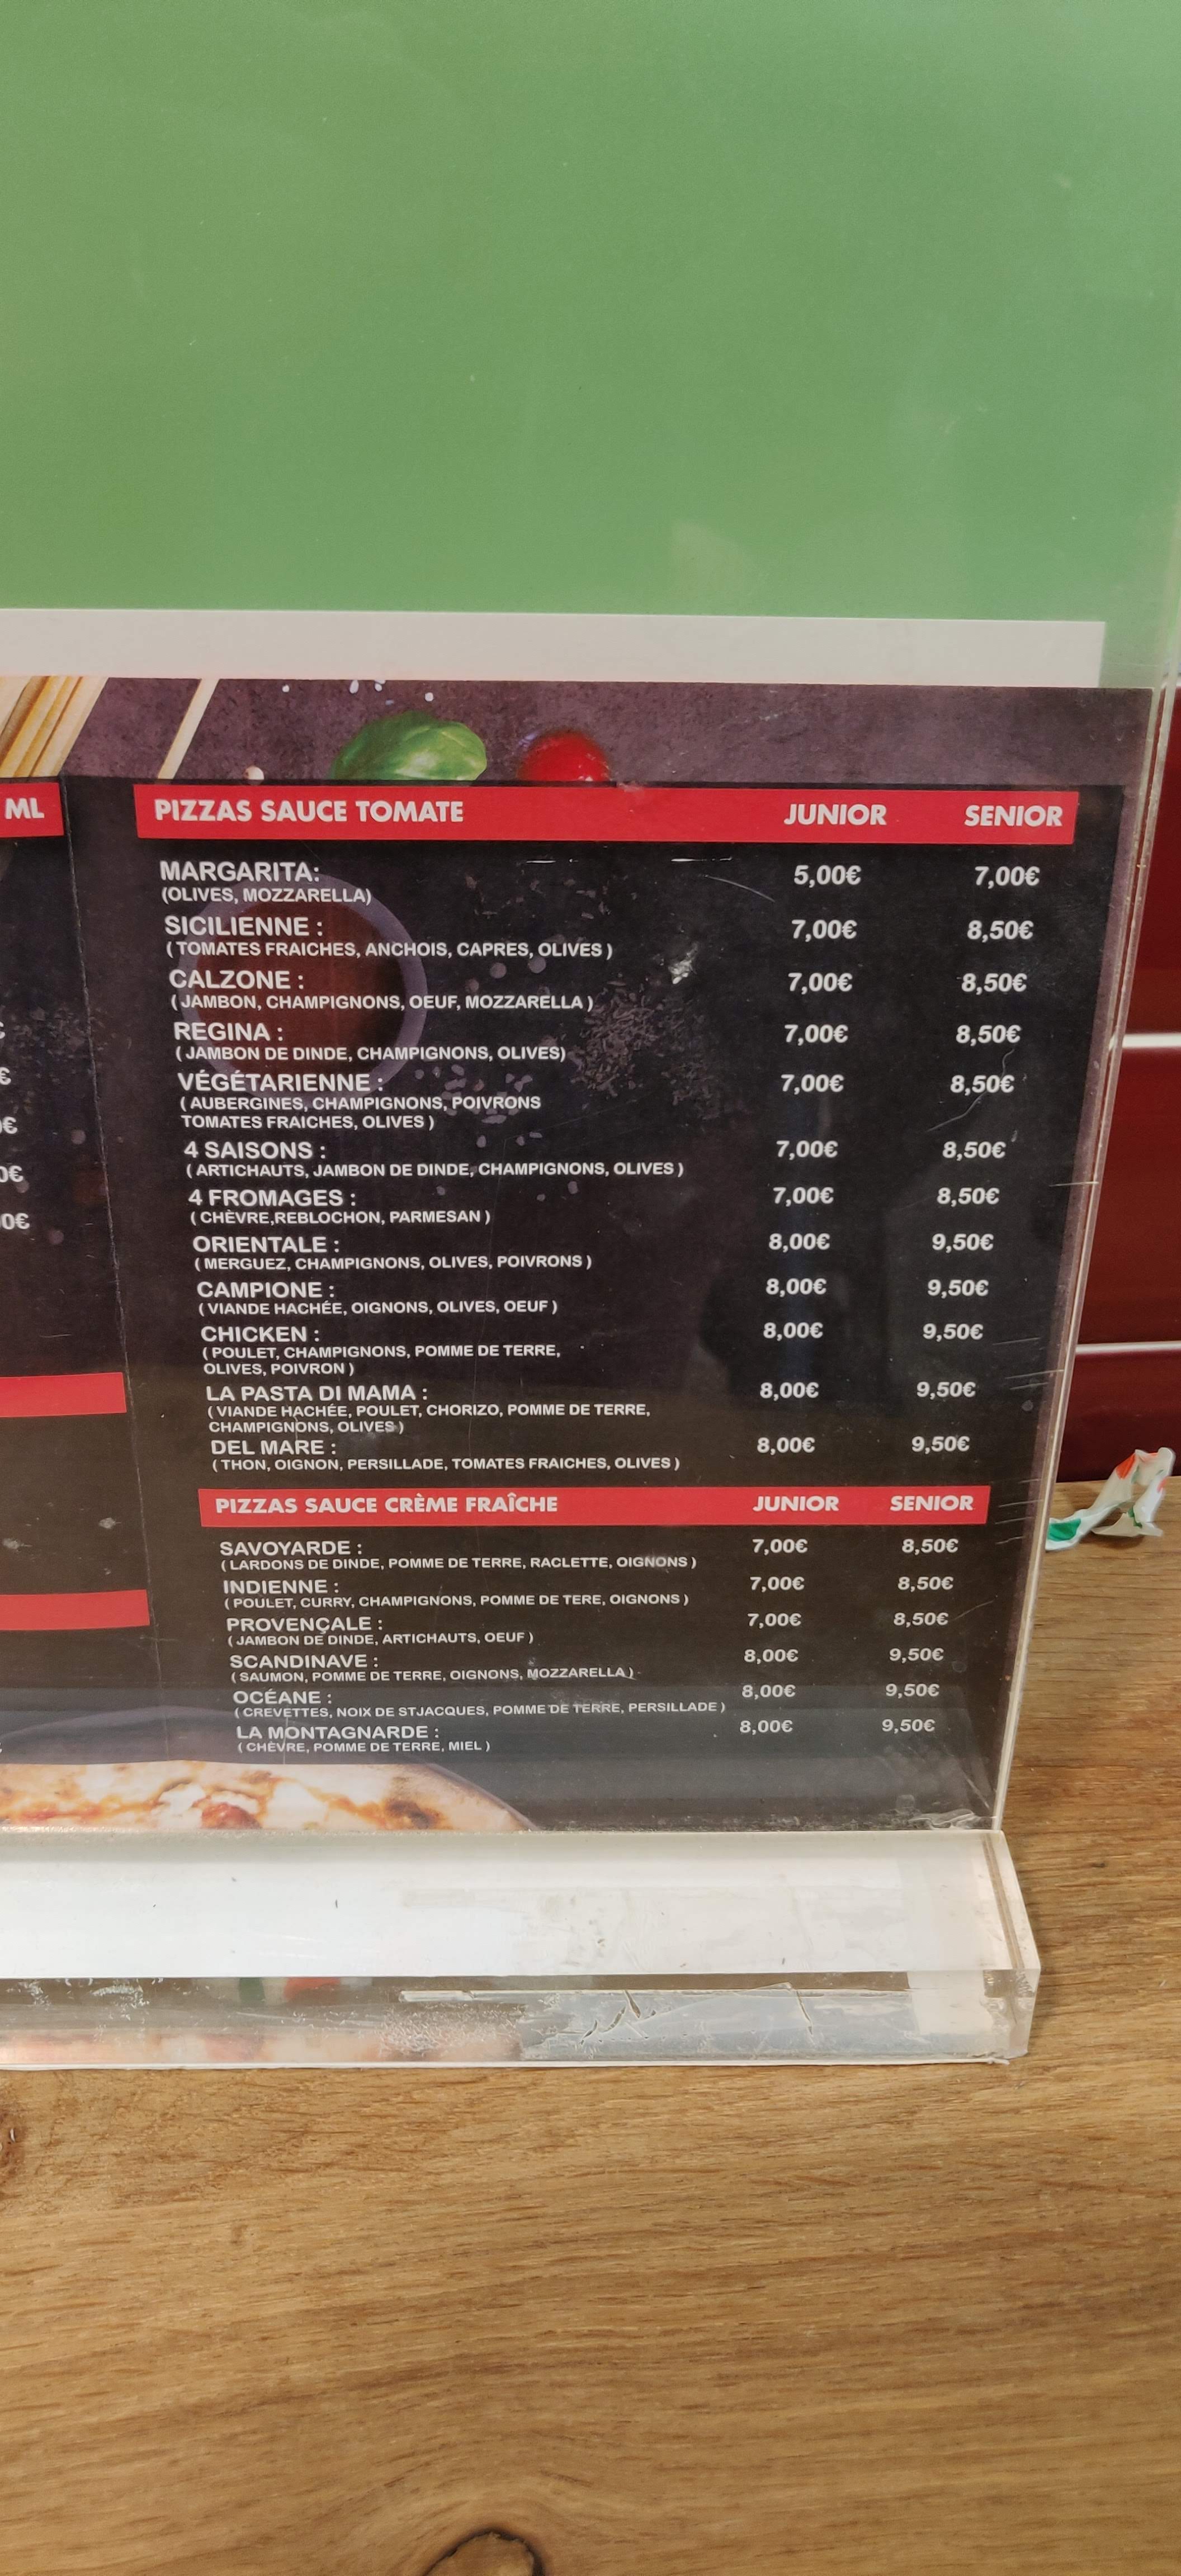 ML
€
€
0€
0€
0€
PIZZAS SAUCE TOMATE JUNIOR SENIOR
MARGARITA: 5,00€ 7,00€
(OLIVES, MOZZARELLA)
SICILIENNE : 7,00€ 8,50€
( TOMATES FRAICHES, ANCHOIS, CAPRES, OLIVES )
CALZONE : 7,00€ 8,50€
( JAMBON, CHAMPIGNONS, OEUF, MOZZARELLA )
REGINA : 7,00€ 8,50€
( JAMBON DE DINDE, CHAMPIGNONS, OLIVES)
VÉGÉTARIENNE : 7,00€ 8,50€
( AUBERGINES, CHAMPIGNONS, POIVRONS
TOMATES FRAICHES, OLIVES )
4 SAISONS : 7,00€ 8,50€
( ARTICHAUTS, JAMBON DE DINDE, CHAMPIGNONS, OLIVES )
4 FROMAGES : 7,00€ 8,50€
( CHÈVRE,REBLOCHON, PARMESAN )
ORIENTALE : 8,00€ 9,50€
( MERGUEZ, CHAMPIGNONS, OLIVES, POIVRONS )
CAMPIONE : 8,00€ 9,50€
( VIANDE HACHÉE, OIGNONS, OLIVES, OEUF )
CHICKEN : 8,00€ 9,50€
( POULET, CHAMPIGNONS, POMME DE TERRE,
OLIVES, POIVRON )
LA PASTA DI MAMA : 8,00€ 9,50€
( VIANDE HACHÉE, POULET, CHORIZO, POMME DE TERRE,
CHAMPIGNONS, OLIVES )
DEL MARE : 8,00€ 9,50€
( THON, OIGNON, PERSILLADE, TOMATES FRAICHES, OLIVES )
PIZZAS SAUCE CRÈME FRAÎCHE JUNIOR SENIOR
SAVOYARDE : 7,00€ 8,50€
( LARDONS DE DINDE, POMME DE TERRE, RACLETTE, OIGNONS )
INDIENNE : 7,00€ 8,50€
( POULET, CURRY, CHAMPIGNONS, POMME DE TERE, OIGNONS )
PROVENÇALE : 7,00€ 8,50€
( JAMBON DE DINDE, ARTICHAUTS, OEUF )
SCANDINAVE : 8,00€ 9,50€
( SAUMON, POMME DE TERRE, OIGNONS, MOZZARELLA )
OCÉANE : 8,00€ 9,50€
( CREVETTES, NOIX DE STJACQUES, POMME DE TERRE, PERSILLADE )
LA MONTAGNARDE : 8,00€ 9,50€
( CHÈVRE, POMME DE TERRE, MIEL )